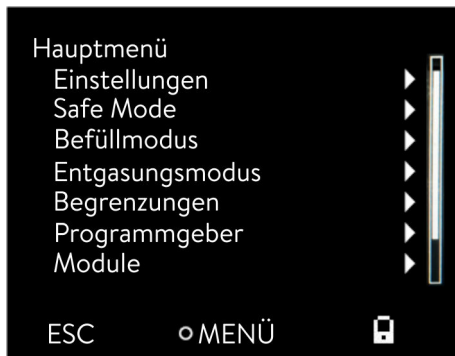 Hauptmenü
Einstellungen
Safe Mode
Befüllmodus
Entgasungsmodus
Begrenzungen
Programmgeber
Module
ESC MENÜ